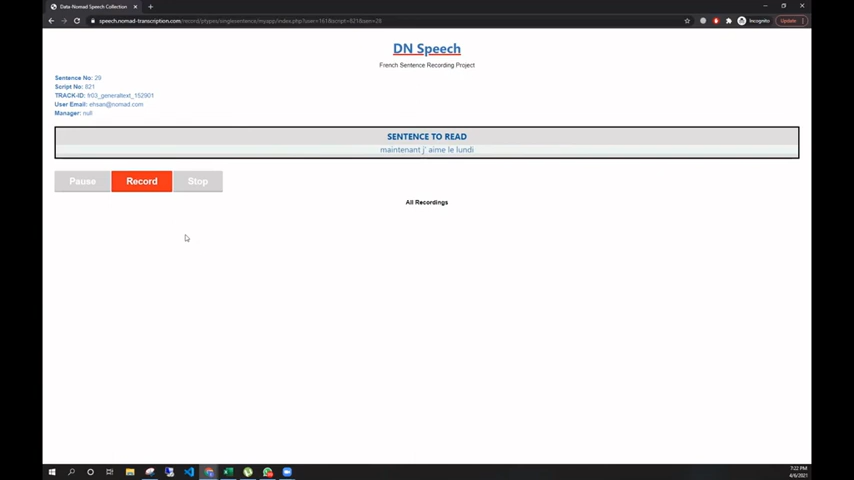 Data-Nomad Speech Collection
speech.nomad-transcription.com/record/ptypes/singlesentence/myapp/index.php?user=161&script=821&sen=28
Incognito
Update
DN Speech
French Sentence Recording Project
Sentence No: 29
Script No: 821
TRACK-ID: fr03_generaltext_152901
User Email: ehsan@nomad.com
Manager: null
SENTENCE TO READ
maintenant j' aime le lundi
Pause Record Stop
All Recordings
7:22 PM
4/6/2021